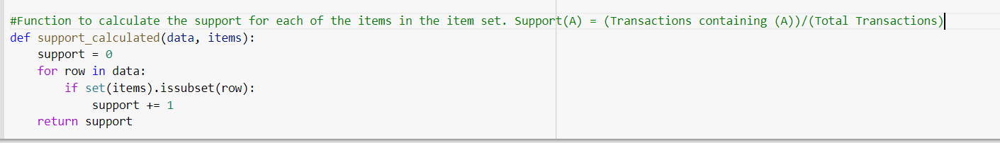 #Function to calculate the support for each of the items in the item set. Support(A) = (Transactions containing (A))/(Total Transactions)
def support_calculated(data, items):
    support = 0
    for row in data:
        if set(items).issubset(row):
            support += 1
    return support